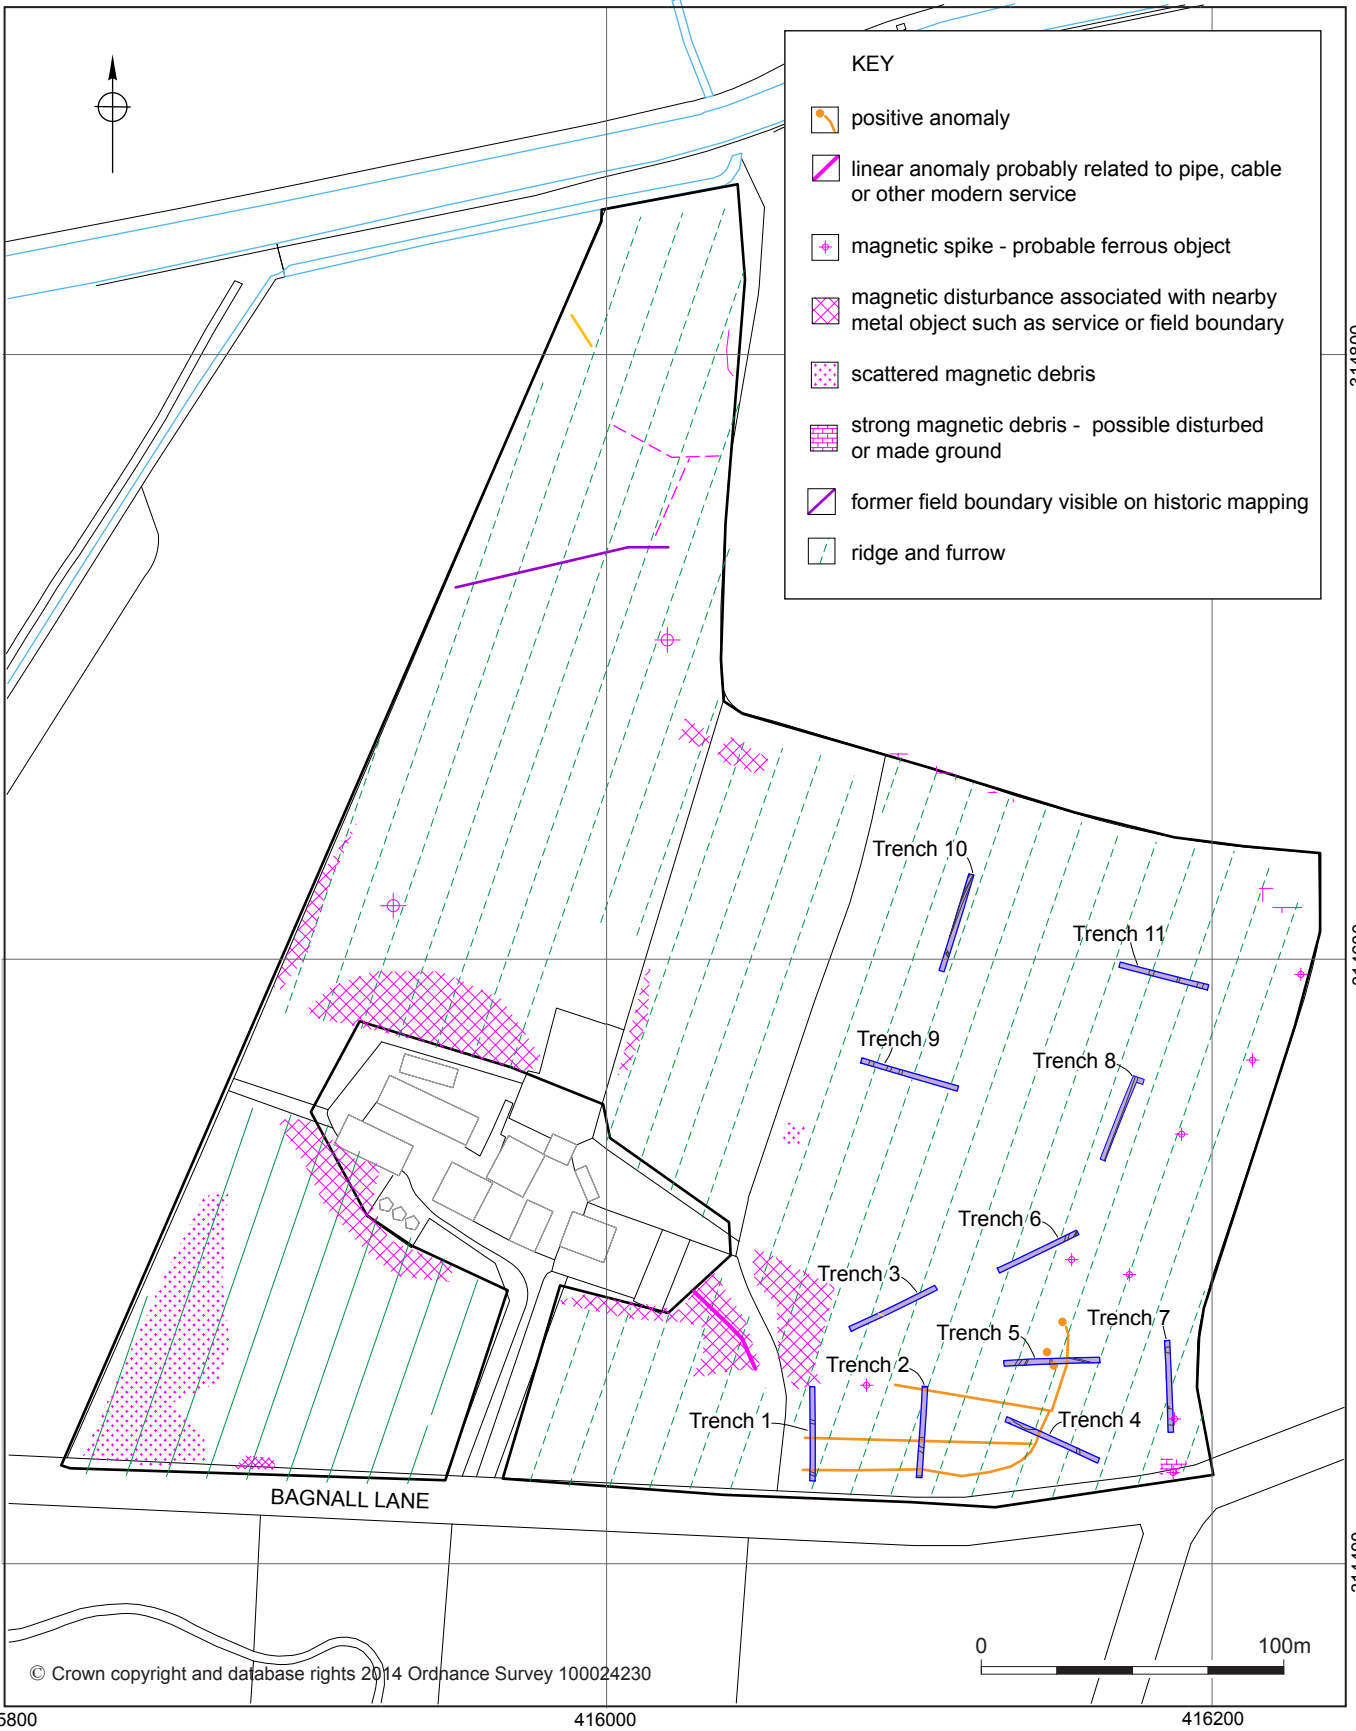 KEY
positive anomaly
linear anomaly probably related to pipe, cable
or other modern service
magnetic spike - probable ferrous object
magnetic disturbance associated with nearby
metal object such as service or field boundary
scattered magnetic debris
strong magnetic debris - possible disturbed
or made ground
former field boundary visible on historic mapping
ridge and furrow
Trench 10
Trench 11
Trench 9
Trench 8
Trench 6
Trench 3
Trench 7
Trench 5
Trench 2
Trench 1
Trench 4
BAGNALL LANE
0 100m
© Crown copyright and database rights 2014 Ordnance Survey 100024230
5800 416000 416200